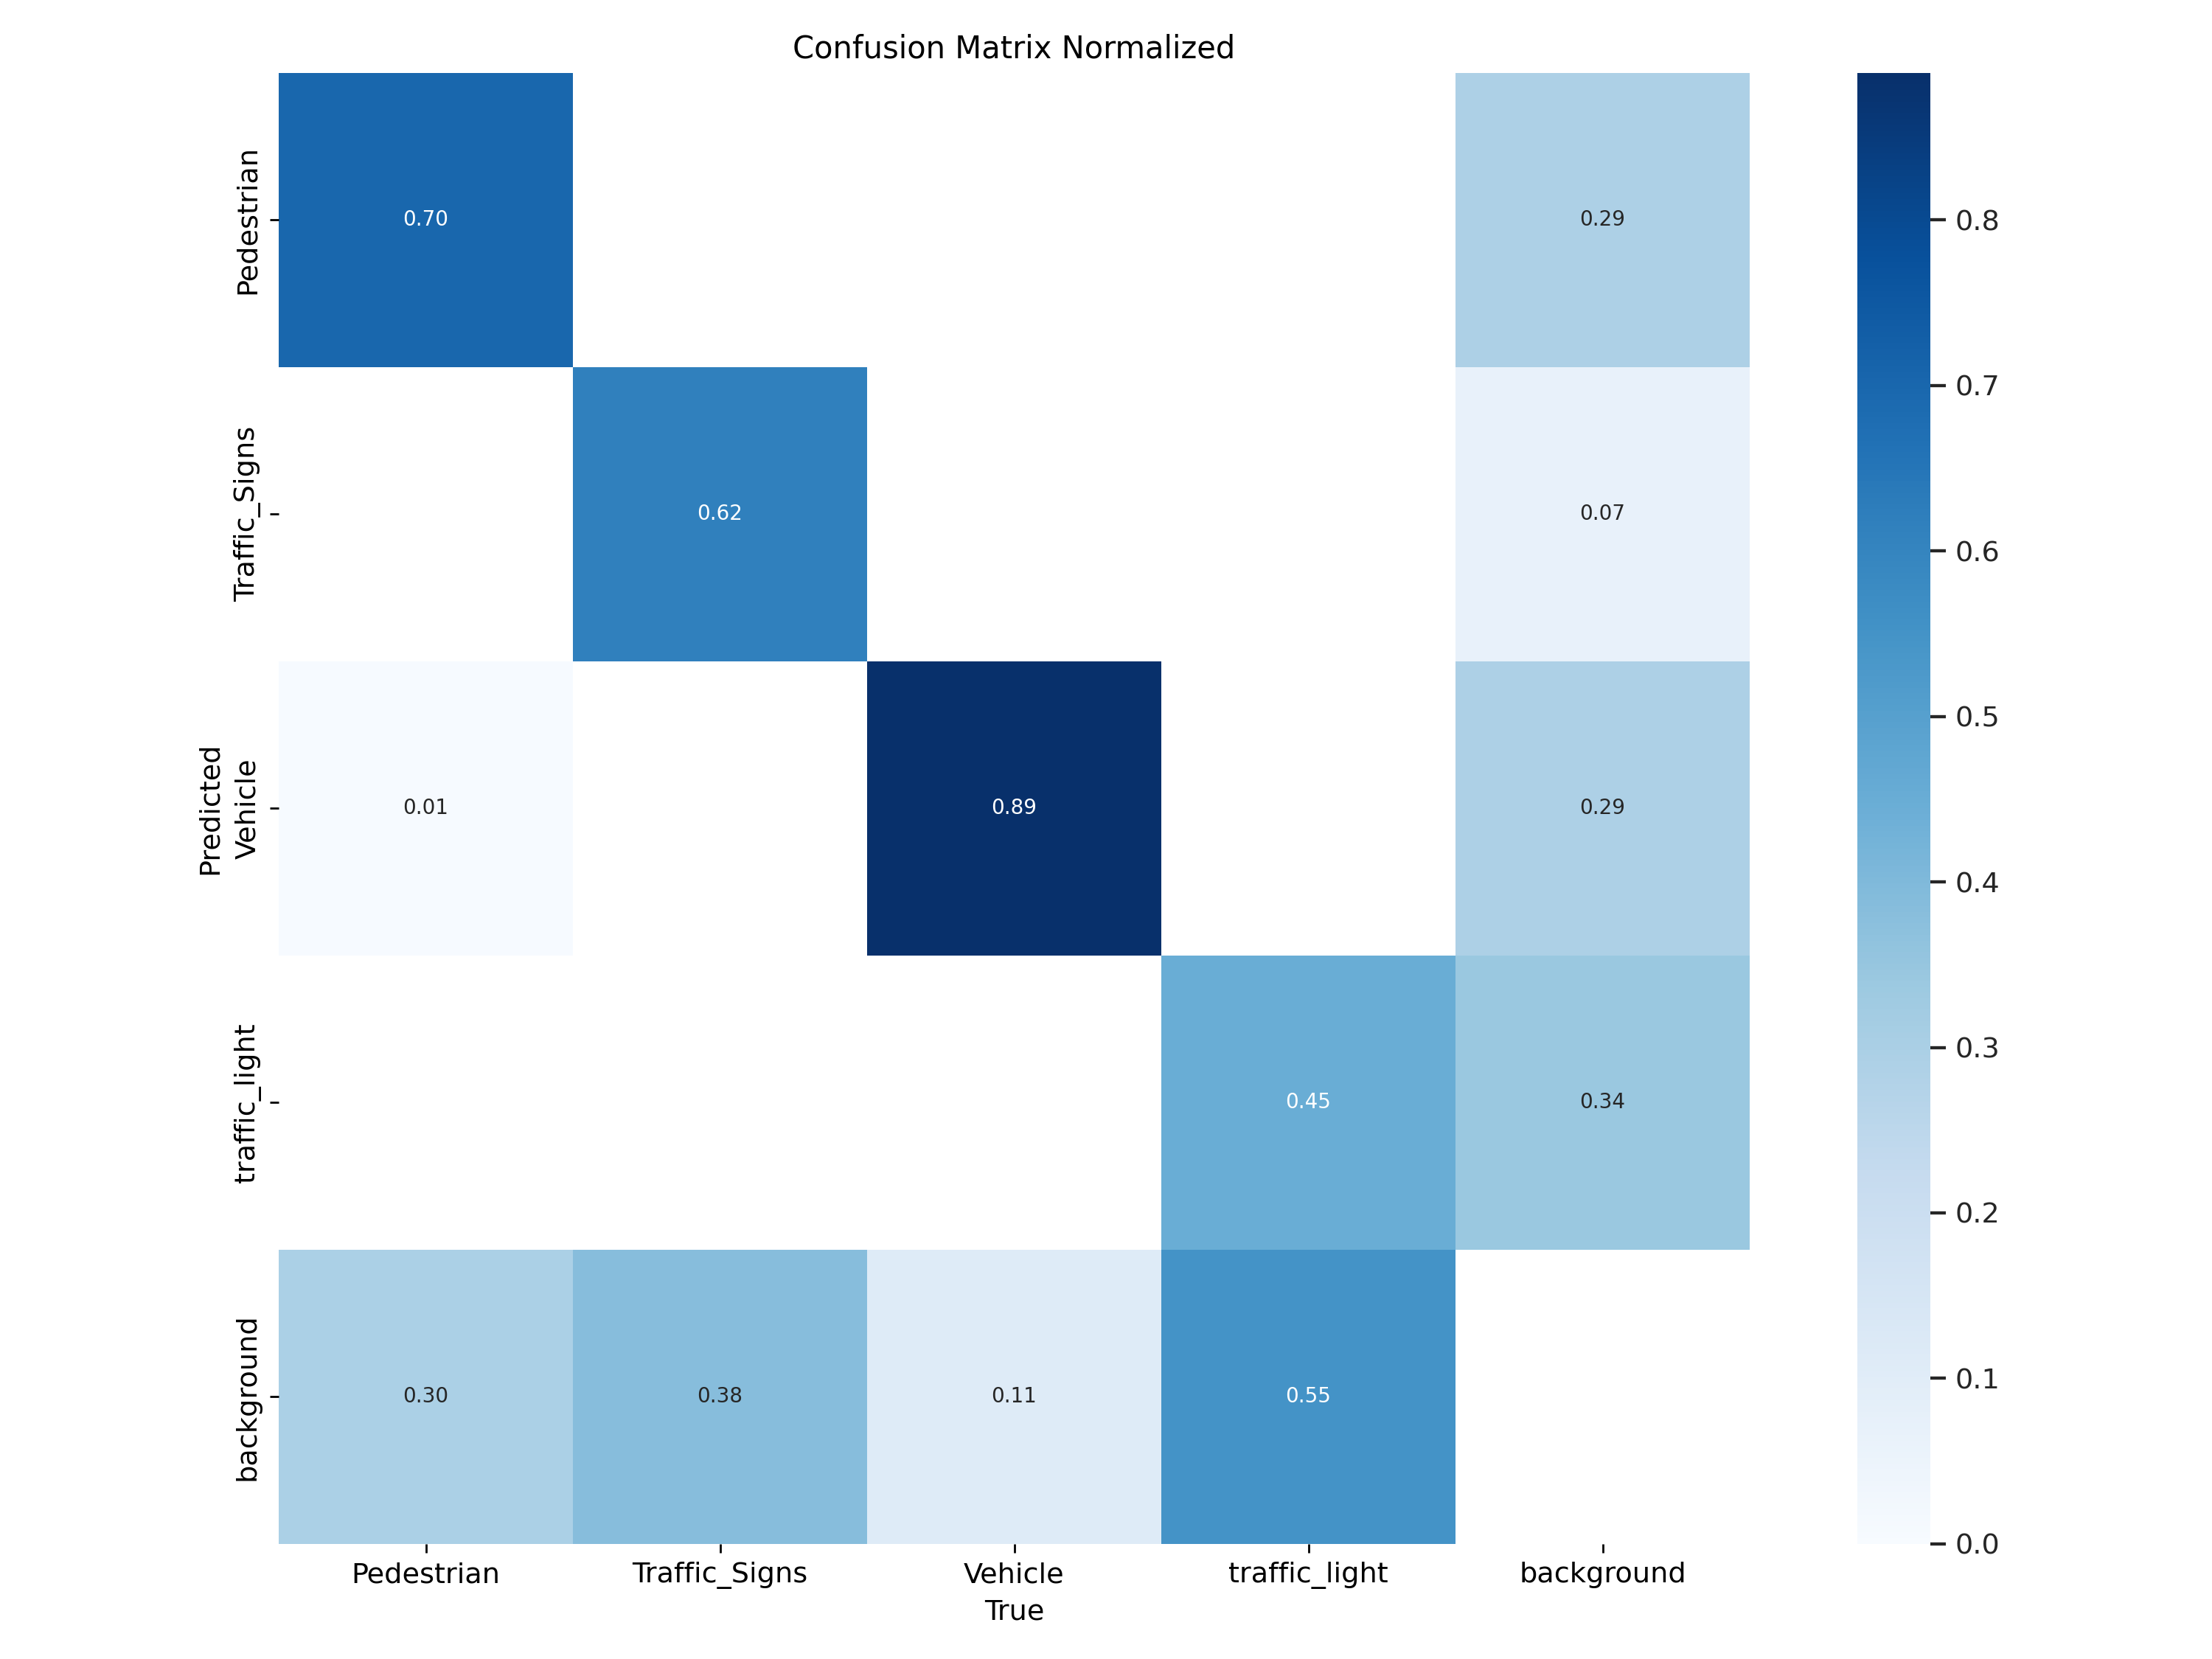 Confusion Matrix Normalized
Pedestrian
0.70
0.29
0.8
0.7
Traffic_Signs
0.62
0.07
0.6
0.5
Predicted
Vehicle
0.01
0.89
0.29
0.4
0.3
traffic_light
0.45
0.34
0.2
0.1
background
0.30
0.38
0.11
0.55
0.0
Pedestrian
Traffic_Signs
Vehicle
traffic_light
background
True